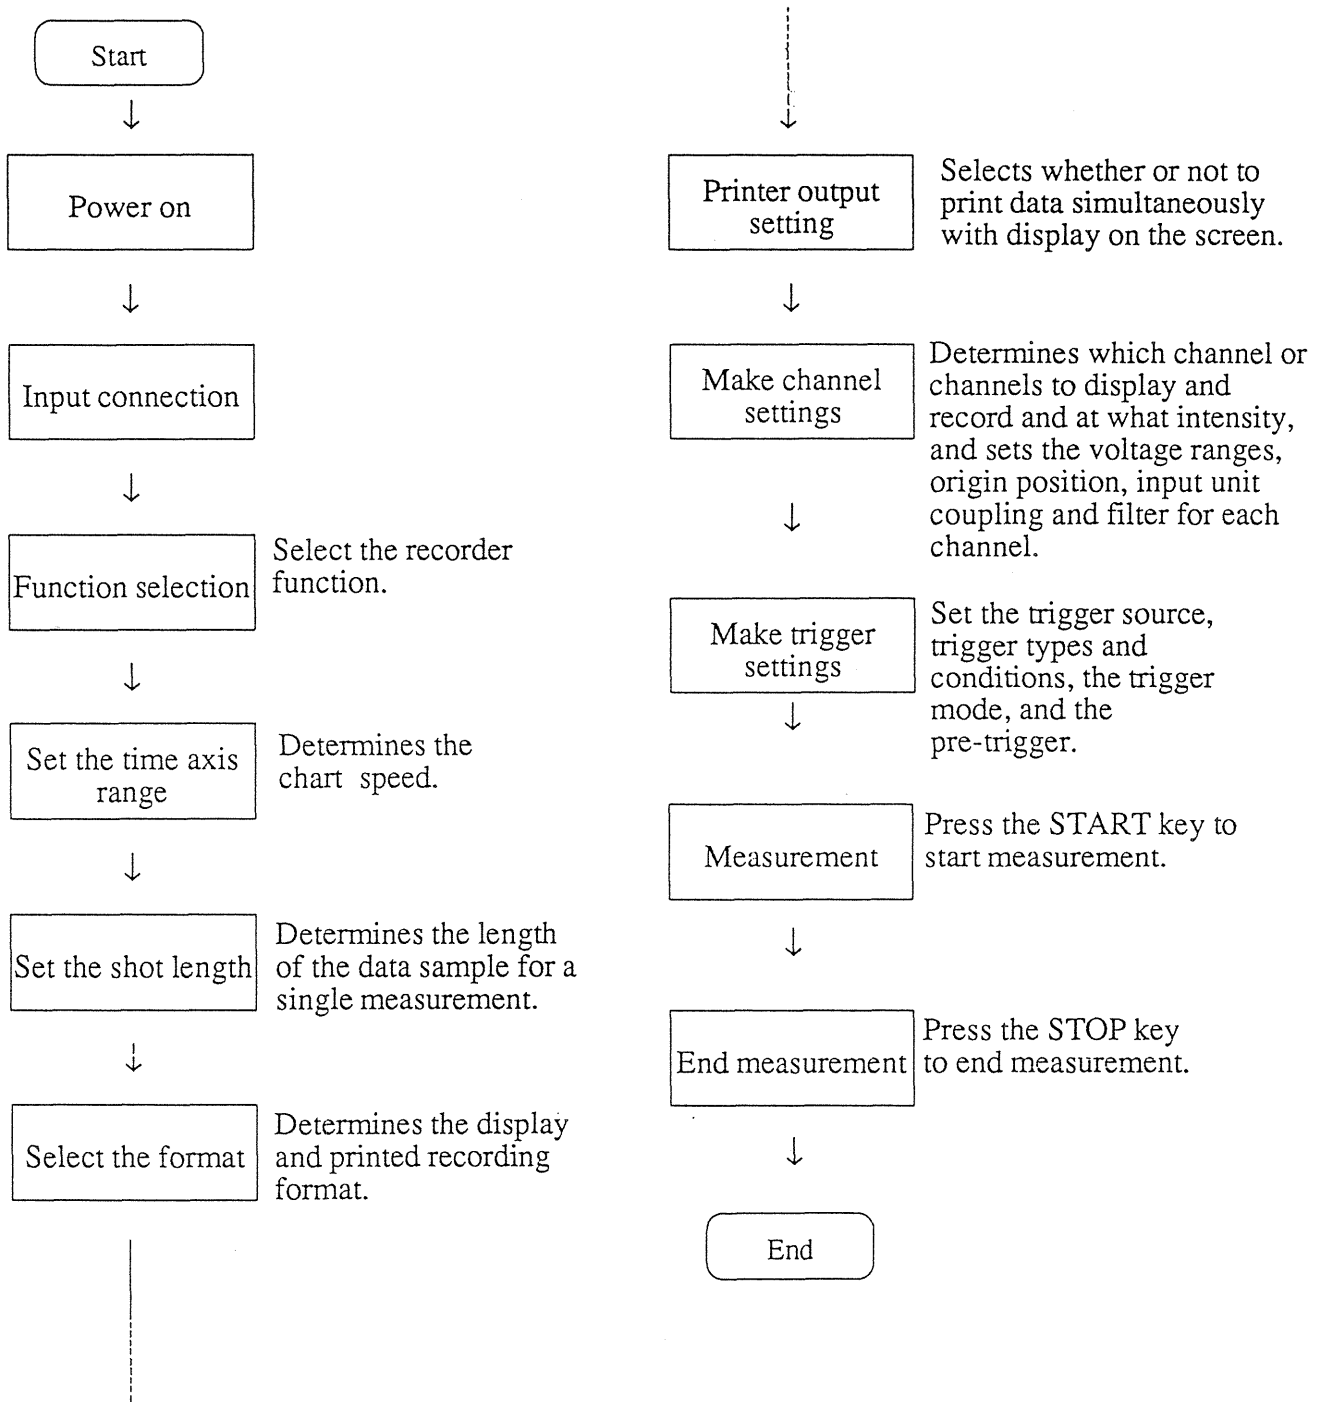 Start
Power on
Input connection
Function selection
Select the recorder
function.
Set the time axis
range
Determines the
chart speed.
Set the shot length
Determines the length
of the data sample for a
single measurement.
Select the format
Determines the display
and printed recording
format.
Printer output
setting
Selects whether or not to
print data simultaneously
with display on the screen.
Make channel
settings
Determines which channel or
channels to display and
record and at what intensity,
and sets the voltage ranges,
origin position, input unit
coupling and filter for each
channel.
Make trigger
settings
Set the trigger source,
trigger types and
conditions, the trigger
mode, and the
pre-trigger.
Measurement
Press the START key to
start measurement.
End measurement
Press the STOP key
to end measurement.
End